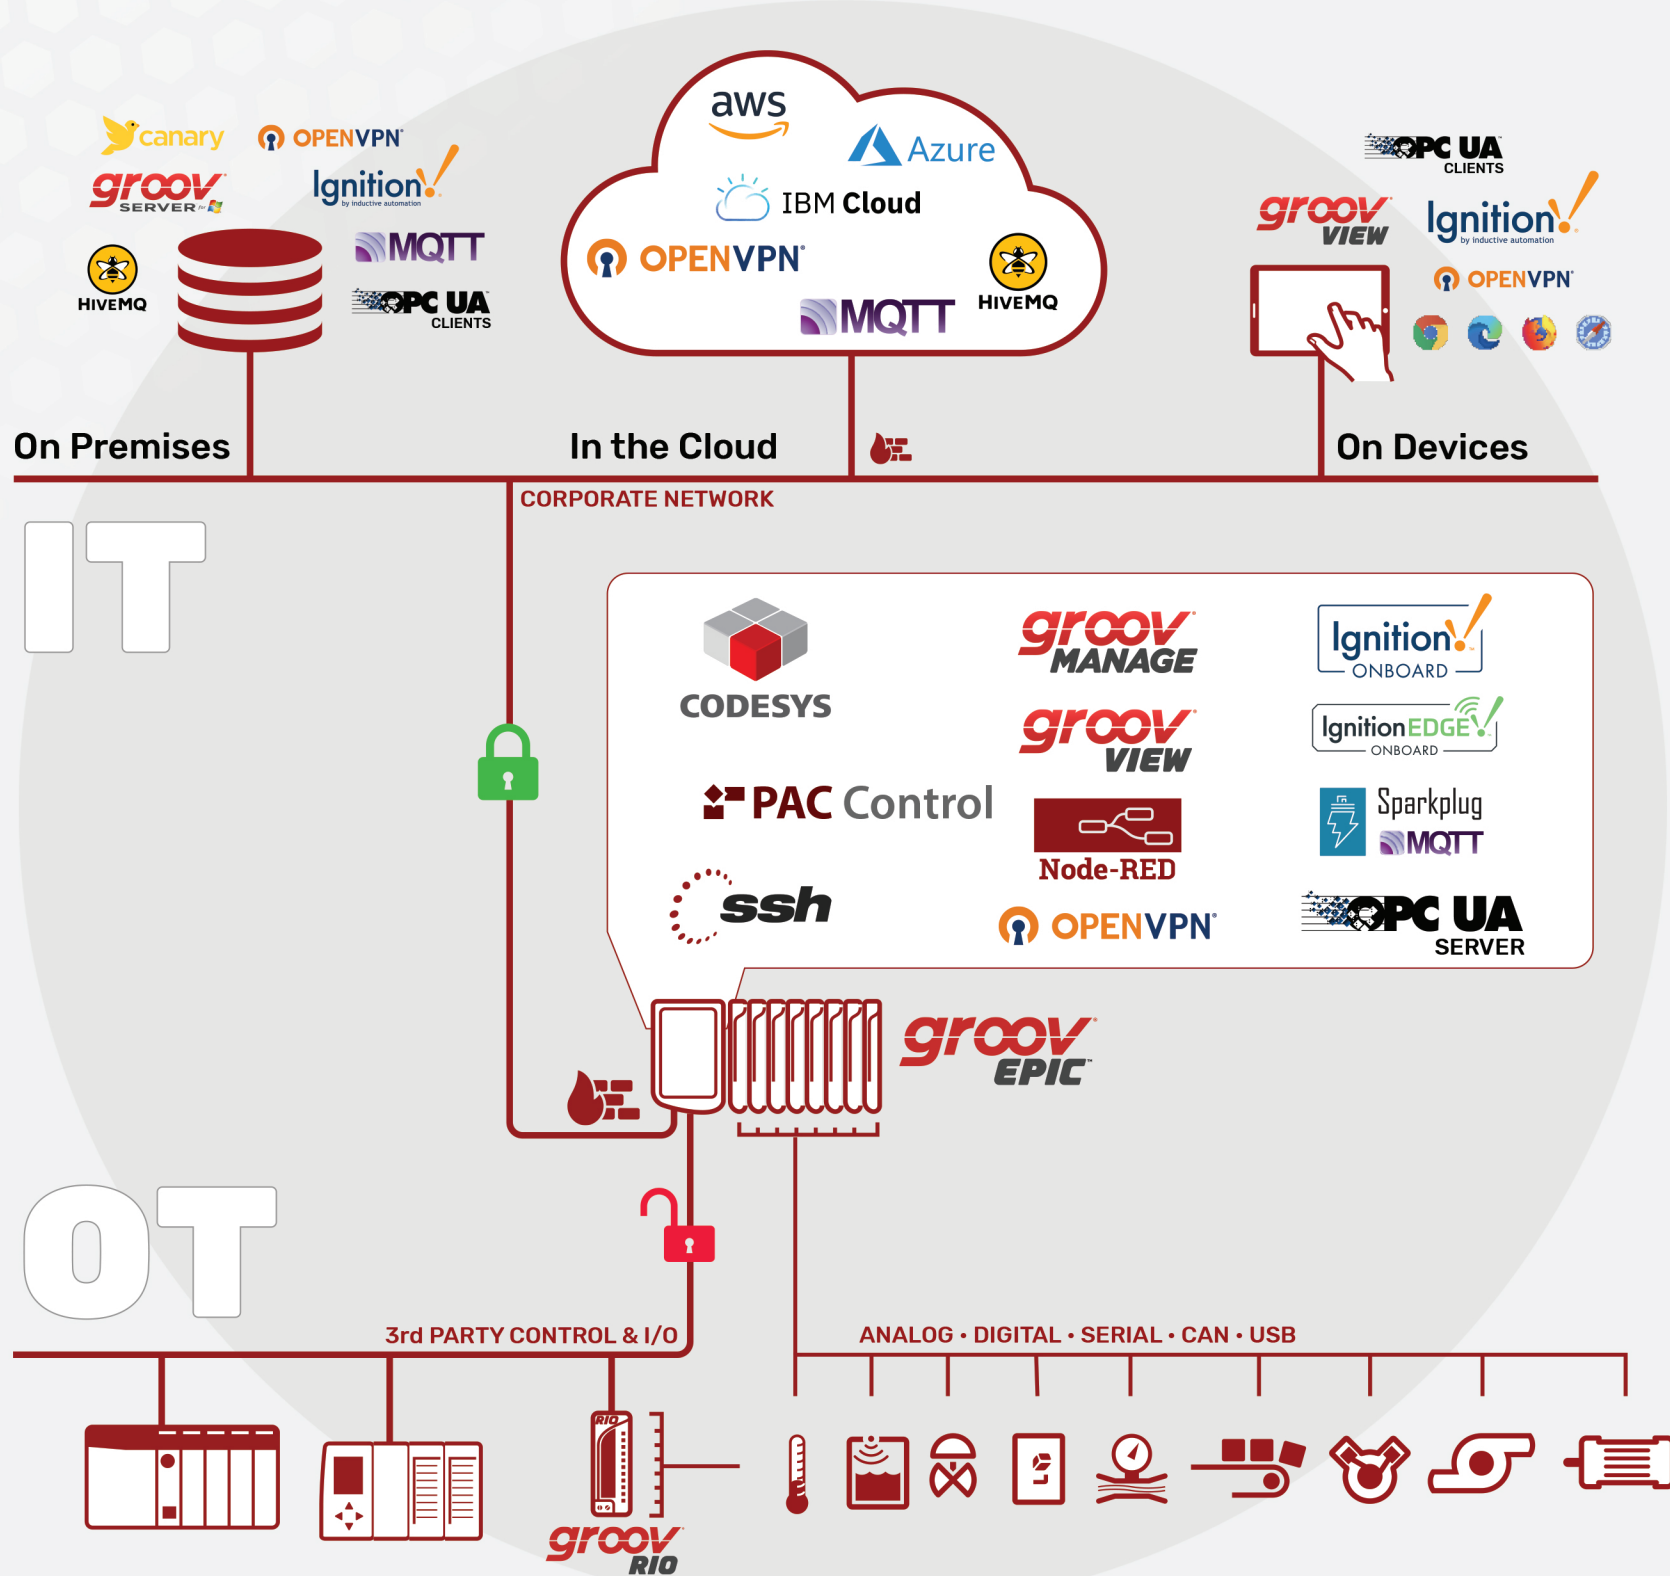 canary
OPENVPN
groov
SERVER for
Ignition!
by inductive automation
HIVEMQ
MQTT
OPC UA
CLIENTS
aws
Azure
IBM Cloud
OPENVPN
HIVEMQ
MQTT
OPC UA
CLIENTS
groov
VIEW
Ignition!
by inductive automation
OPENVPN
On Premises
In the Cloud
On Devices
CORPORATE NETWORK
IT
CODESYS
groov
MANAGE
Ignition!
ONBOARD
groov
VIEW
Ignition EDGE!
ONBOARD
PAC Control
Node-RED
Sparkplug
MQTT
ssh
OPENVPN
OPC UA
SERVER
groov
EPIC™
OT
3rd PARTY CONTROL & I/O
ANALOG • DIGITAL • SERIAL • CAN • USB
RIO
groov
RIO